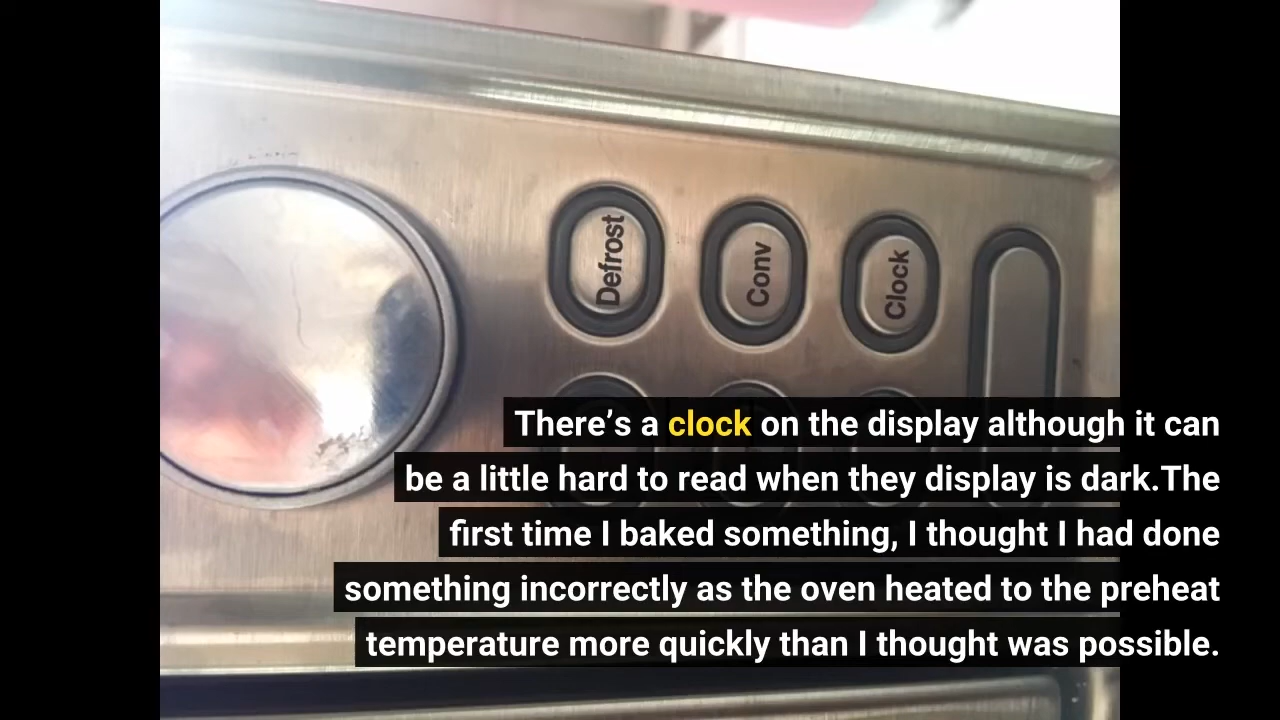 Defrost
Conv
Clock
There’s a clock on the display although it can
be a little hard to read when they display is dark.The
first time I baked something, I thought I had done
something incorrectly as the oven heated to the preheat
temperature more quickly than I thought was possible.